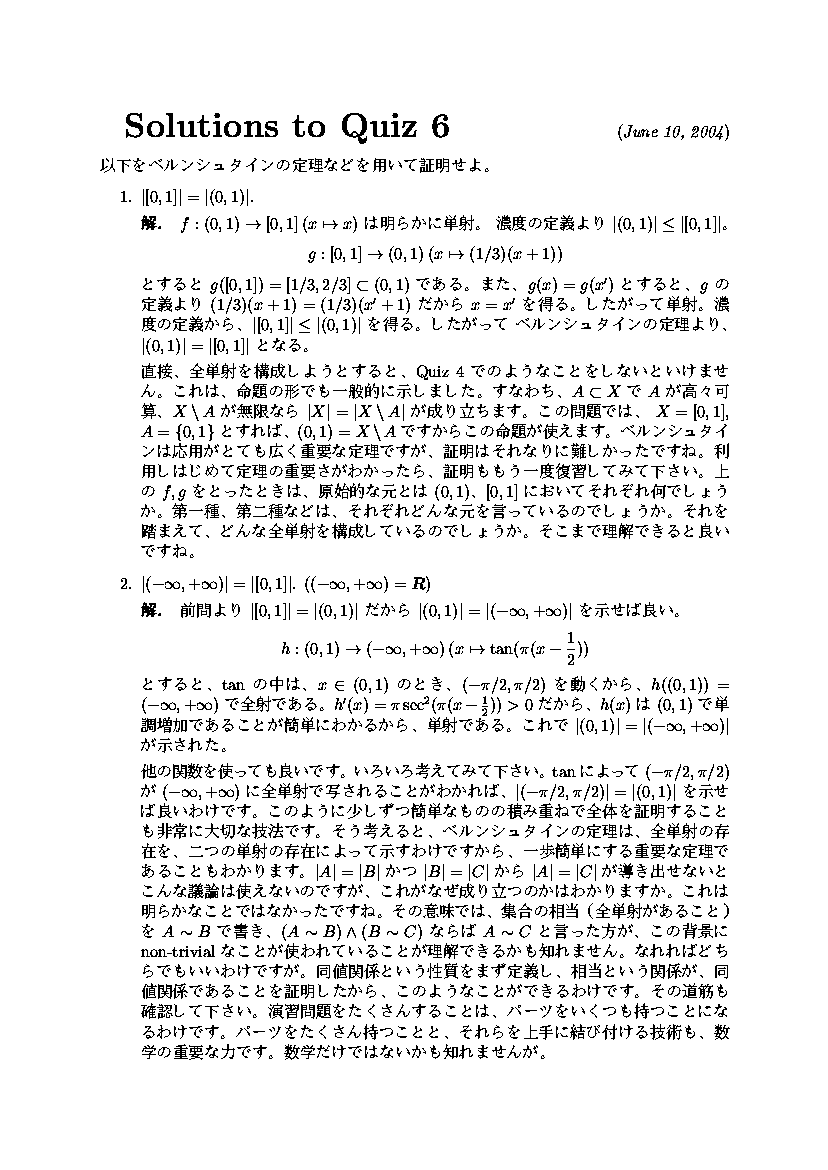 Solutions to Quiz 6 (June 10, 2004)
以下をベルンシュタインの定理などを用いて証明せよ。
1. |[0,1]| = |(0,1)|.
解． f : (0,1) → [0,1] (x ↦ x) は明らかに単射。 濃度の定義より |(0,1)| ≤ |[0,1]|。
g : [0,1] → (0,1) (x ↦ (1/3)(x + 1))
とすると g([0,1]) = [1/3,2/3] ⊂ (0,1) である。また、g(x) = g(x′) とすると、g の
定義より (1/3)(x + 1) = (1/3)(x′ + 1) だから x = x′ を得る。したがって単射。濃
度の定義から、|[0,1]| ≤ |(0,1)| を得る。したがって ベルンシュタインの定理より、
|(0,1)| = |[0,1]| となる。
直接、全単射を構成しようとすると、Quiz 4 でのようなことをしないといけませ
ん。これは、命題の形でも一般的に示しました。すなわち、A ⊂ X で A が高々可
算、X \ A が無限なら |X| = |X \ A| が成り立ちます。この問題では、 X = [0,1],
A = {0,1} とすれば、(0,1) = X \ A ですからこの命題が使えます。ベルンシュタイ
ンは応用がとても広く重要な定理ですが、証明はそれなりに難しかったですね。利
用しはじめて定理の重要さがわかったら、証明ももう一度復習してみて下さい。上
の f, g をとったときは、原始的な元とは (0,1)、[0,1] においてそれぞれ何でしょう
か。第一種、第二種などは、それぞれどんな元を言っているのでしょうか。それを
踏まえて、どんな全単射を構成しているのでしょうか。そこまで理解できると良い
ですね。
2. |(−∞,+∞)| = |[0,1]|. ((−∞,+∞) = R)
解． 前問より |[0,1]| = |(0,1)| だから |(0,1)| = |(−∞,+∞)| を示せば良い。
h : (0,1) → (−∞,+∞) (x ↦ tan(π(x − 1/2))
とすると、tan の中は、x ∈ (0,1) のとき、(−π/2,π/2) を動くから、h((0,1)) =
(−∞,+∞) で全射である。h′(x) = π sec²(π(x − 1/2)) > 0 だから、h(x) は (0,1) で単
調増加であることが簡単にわかるから、単射である。これで |(0,1)| = |(−∞,+∞)|
が示された。
他の関数を使っても良いです。いろいろ考えてみて下さい。tan によって (−π/2,π/2)
が (−∞,+∞) に全単射で写されることがわかれば、|(−π/2,π/2)| = |(0,1)| を示せ
ば良いわけです。このように少しずつ簡単なものの積み重ねで全体を証明すること
も非常に大切な技法です。そう考えると、ベルンシュタインの定理は、全単射の存
在を、二つの単射の存在によって示すわけですから、一歩簡単にする重要な定理で
あることもわかります。|A| = |B| かつ |B| = |C| から |A| = |C| が導き出せないと
こんな議論は使えないのですが、これがなぜ成り立つのかはわかりますか。これは
明らかなことではなかったですね。その意味では、集合の相当（全単射があること）
を A ∼ B で書き、(A ∼ B) ∧ (B ∼ C) ならば A ∼ C と言った方が、この背景に
non-trivial なことが使われていることが理解できるかも知れません。なれればどち
らでもいいわけですが。同値関係という性質をまず定義し、相当という関係が、同
値関係であることを証明したから、このようなことができるわけです。その道筋も
確認して下さい。演習問題をたくさんすることは、パーツをいくつも持つことにな
るわけです。パーツをたくさん持つことと、それらを上手に結び付ける技術も、数
学の重要な力です。数学だけではないかも知れませんが。